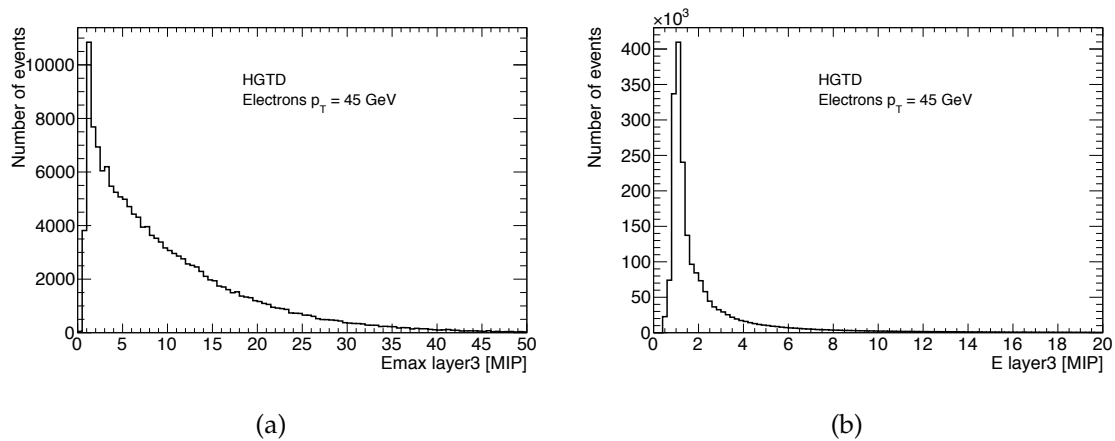 Number of events
10000
8000
6000
4000
2000
0
HGTD
Electrons p_T = 45 GeV
0 5 10 15 20 25 30 35 40 45 50
Emax layer3 [MIP]
(a)
×10³
Number of events
400
350
300
250
200
150
100
50
0
HGTD
Electrons p_T = 45 GeV
0 2 4 6 8 10 12 14 16 18 20
E layer3 [MIP]
(b)